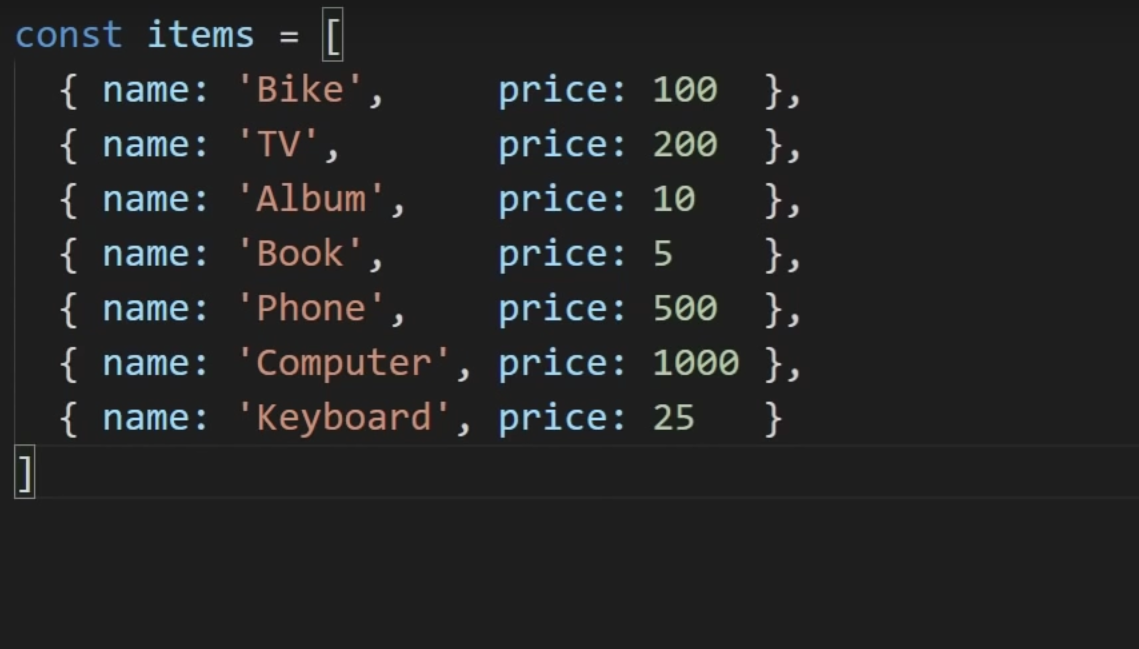 const items = [
  { name: 'Bike',     price: 100  },
  { name: 'TV',       price: 200  },
  { name: 'Album',    price: 10   },
  { name: 'Book',     price: 5    },
  { name: 'Phone',    price: 500  },
  { name: 'Computer', price: 1000 },
  { name: 'Keyboard', price: 25   }
]